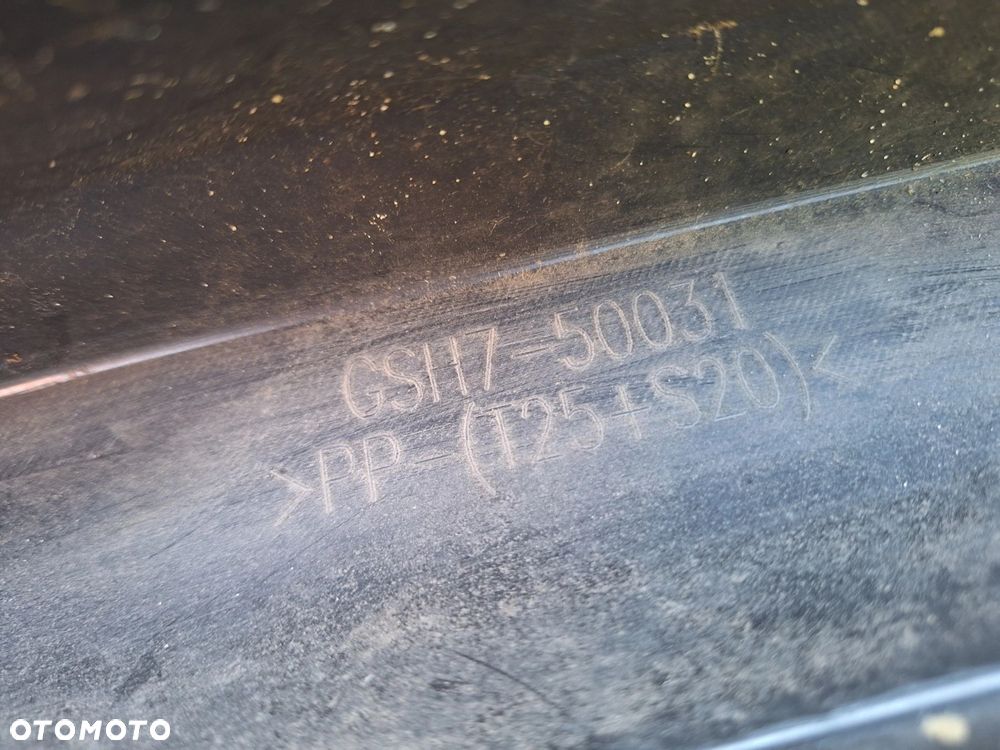 GSH7-50031
>PP-(T25+S20)<
OTOMOTO